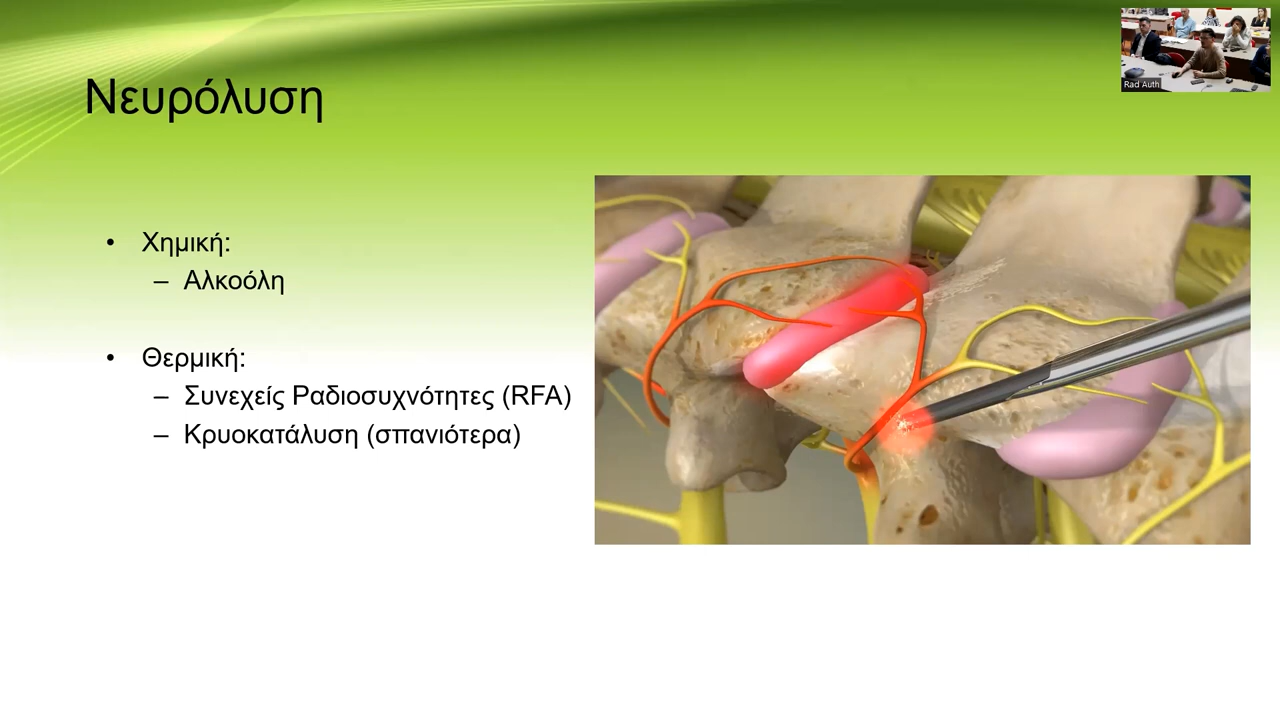 Νευρόλυση
Rad Auth
• Χημική:
– Αλκοόλη
• Θερμική:
– Συνεχείς Ραδιοσυχνότητες (RFA)
– Κρυοκατάλυση (σπανιότερα)